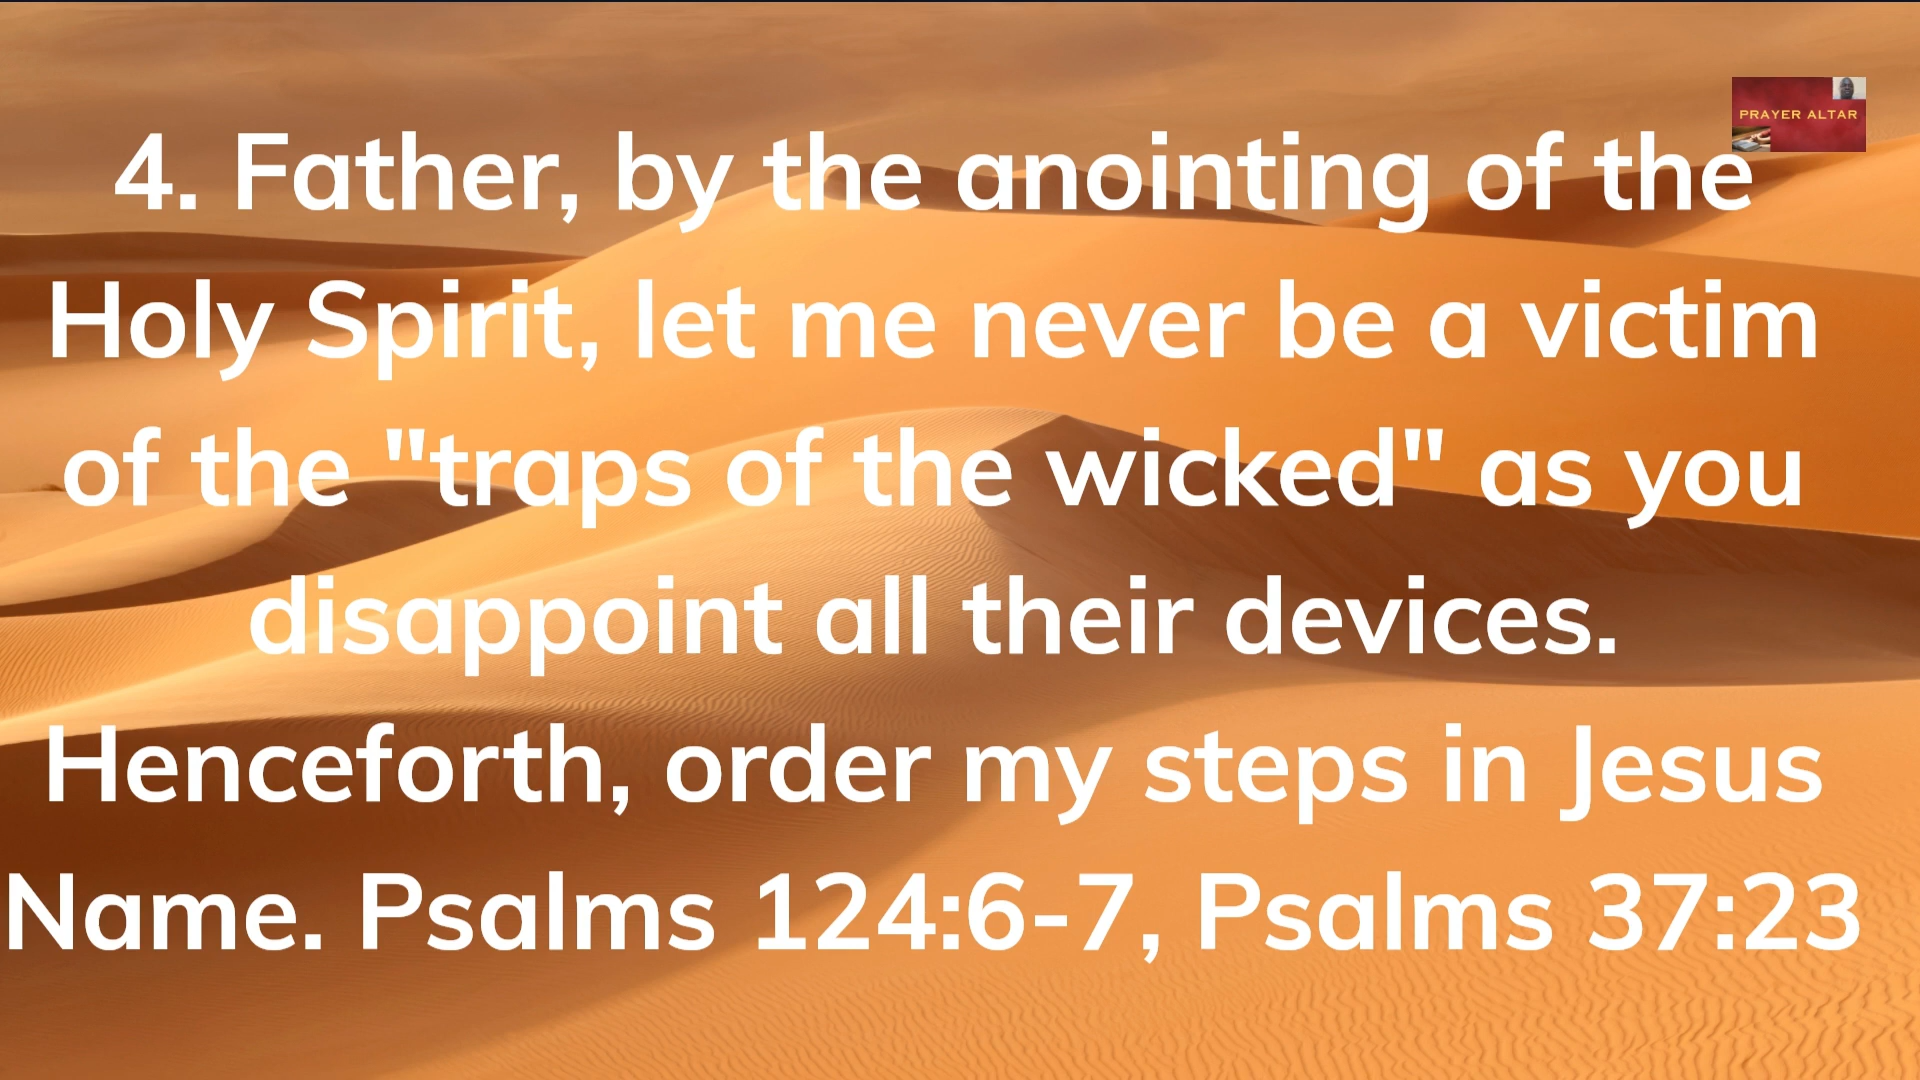 PRAYER ALTAR
4. Father, by the anointing of the
Holy Spirit, let me never be a victim
of the "traps of the wicked" as you
disappoint all their devices.
Henceforth, order my steps in Jesus
Name. Psalms 124:6-7, Psalms 37:23